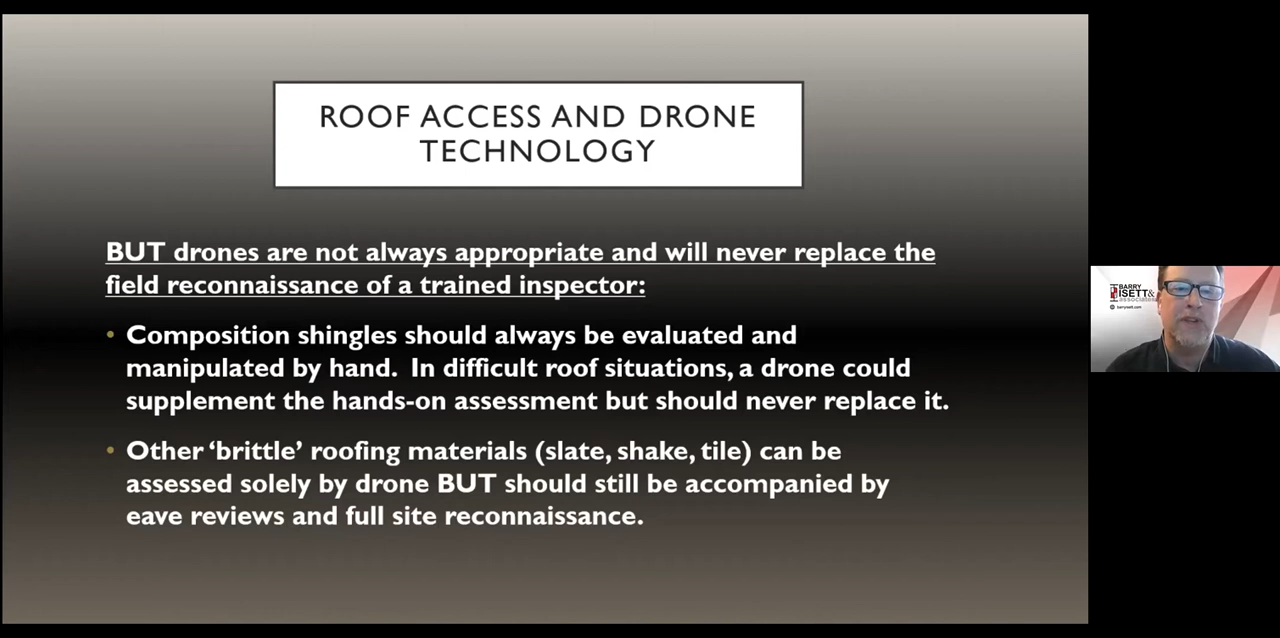 ROOF ACCESS AND DRONE
TECHNOLOGY
BUT drones are not always appropriate and will never replace the
field reconnaissance of a trained inspector:
• Composition shingles should always be evaluated and
manipulated by hand.  In difficult roof situations, a drone could
supplement the hands-on assessment but should never replace it.
• Other ‘brittle’ roofing materials (slate, shake, tile) can be
assessed solely by drone BUT should still be accompanied by
eave reviews and full site reconnaissance.
BARRY
ISETT&
associates
barryisett.com